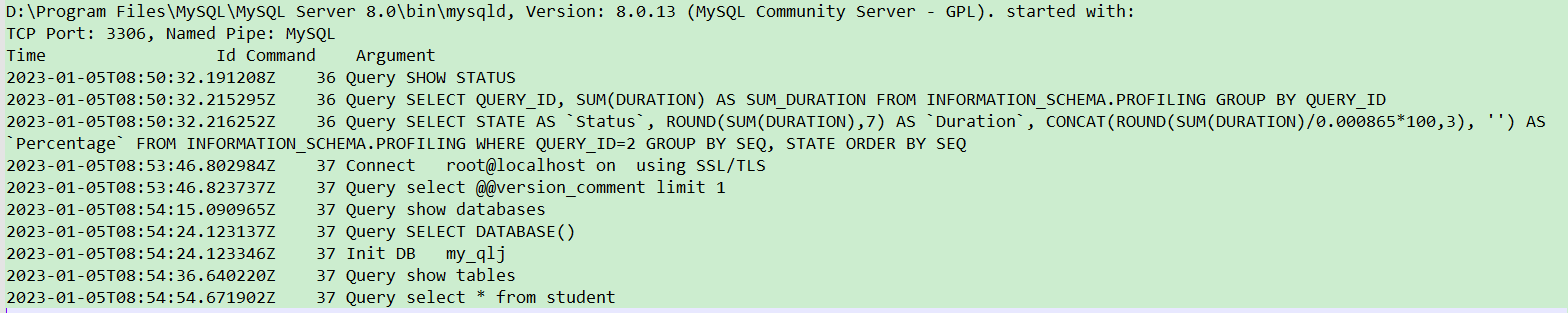 D:\Program Files\MySQL\MySQL Server 8.0\bin\mysqld, Version: 8.0.13 (MySQL Community Server - GPL). started with:
TCP Port: 3306, Named Pipe: MySQL
Time                 Id Command    Argument
2023-01-05T08:50:32.191208Z    36 Query SHOW STATUS
2023-01-05T08:50:32.215295Z    36 Query SELECT QUERY_ID, SUM(DURATION) AS SUM_DURATION FROM INFORMATION_SCHEMA.PROFILING GROUP BY QUERY_ID
2023-01-05T08:50:32.216252Z    36 Query SELECT STATE AS `Status`, ROUND(SUM(DURATION),7) AS `Duration`, CONCAT(ROUND(SUM(DURATION)/0.000865*100,3), '') AS
`Percentage` FROM INFORMATION_SCHEMA.PROFILING WHERE QUERY_ID=2 GROUP BY SEQ, STATE ORDER BY SEQ
2023-01-05T08:53:46.802984Z    37 Connect   root@localhost on  using SSL/TLS
2023-01-05T08:53:46.823737Z    37 Query select @@version_comment limit 1
2023-01-05T08:54:15.090965Z    37 Query show databases
2023-01-05T08:54:24.123137Z    37 Query SELECT DATABASE()
2023-01-05T08:54:24.123346Z    37 Init DB   my_qlj
2023-01-05T08:54:36.640220Z    37 Query show tables
2023-01-05T08:54:54.671902Z    37 Query select * from student